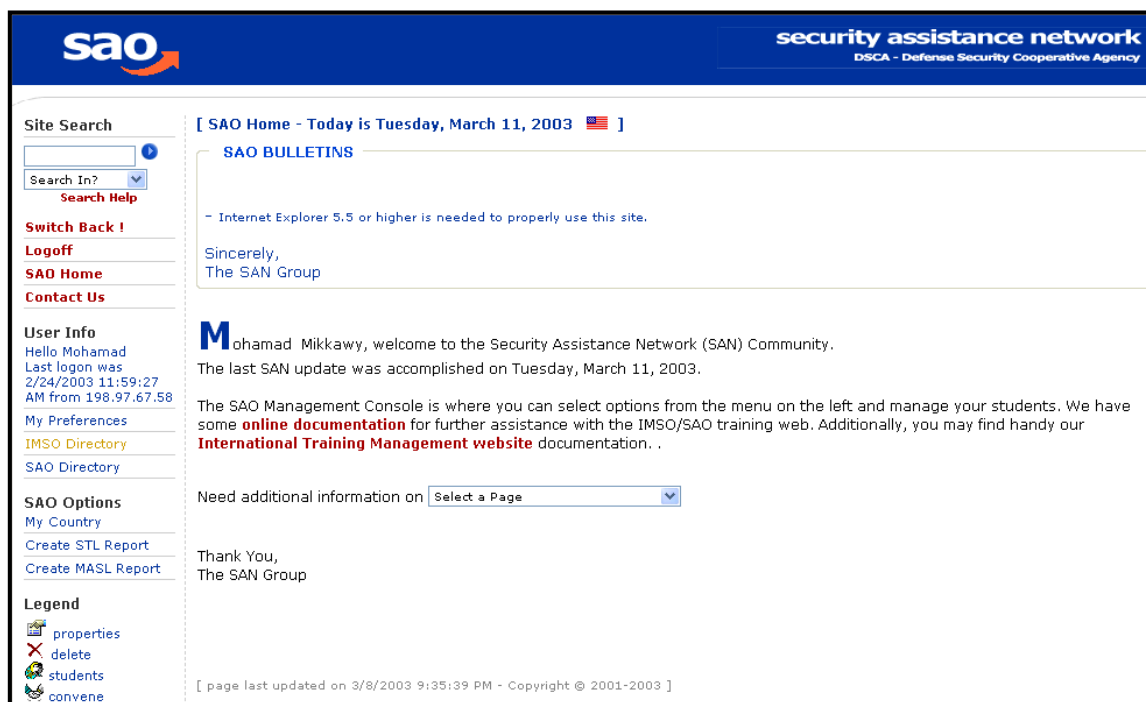 sao
security assistance network
DSCA - Defense Security Cooperative Agency
Site Search
Search In?
Search Help
Switch Back !
Logoff
SAO Home
Contact Us
User Info
Hello Mohamad
Last logon was
2/24/2003 11:59:27
AM from 198.97.67.58
My Preferences
IMSO Directory
SAO Directory
SAO Options
My Country
Create STL Report
Create MASL Report
Legend
properties
delete
students
convene
[ SAO Home - Today is Tuesday, March 11, 2003 ]
SAO BULLETINS
- Internet Explorer 5.5 or higher is needed to properly use this site.
Sincerely,
The SAN Group
Mohamad Mikkawy, welcome to the Security Assistance Network (SAN) Community.
The last SAN update was accomplished on Tuesday, March 11, 2003.
The SAO Management Console is where you can select options from the menu on the left and manage your students. We have
some online documentation for further assistance with the IMSO/SAO training web. Additionally, you may find handy our
International Training Management website documentation. .
Need additional information on Select a Page
Thank You,
The SAN Group
[ page last updated on 3/8/2003 9:35:39 PM - Copyright © 2001-2003 ]